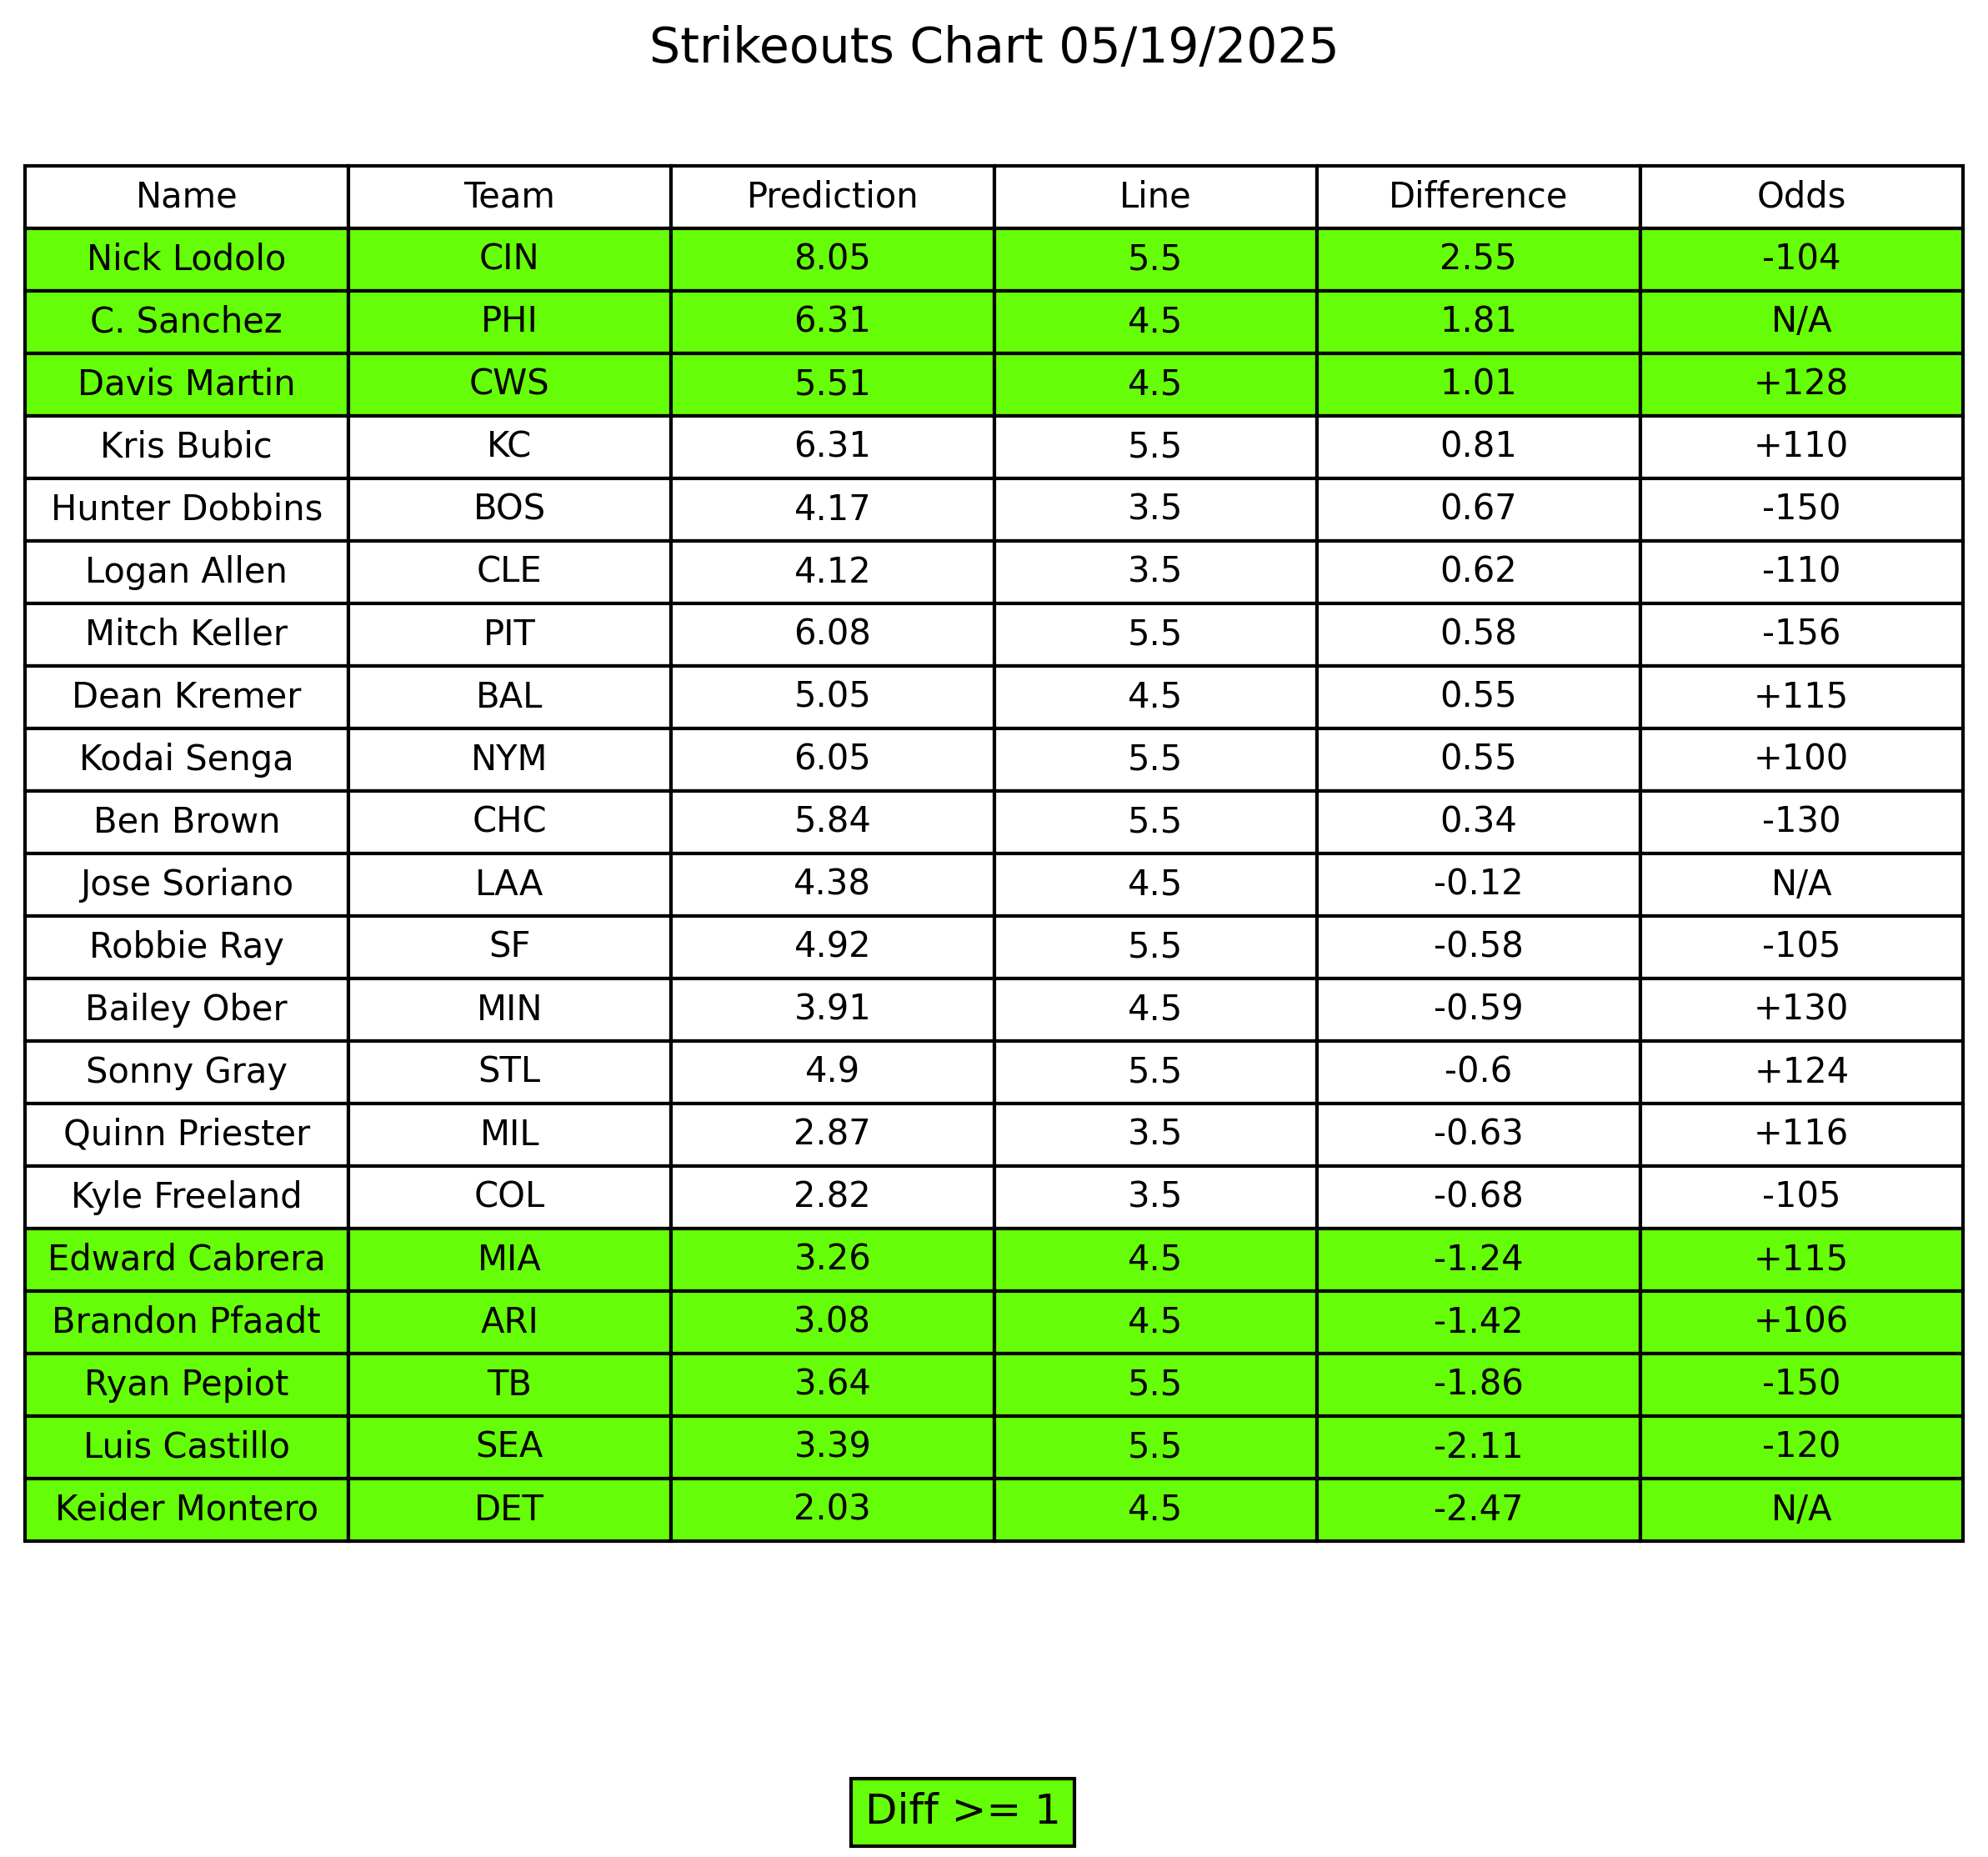 Strikeouts Chart 05/19/2025
Name Team Prediction Line Difference Odds
Nick Lodolo CIN 8.05 5.5 2.55 -104
C. Sanchez PHI 6.31 4.5 1.81 N/A
Davis Martin CWS 5.51 4.5 1.01 +128
Kris Bubic KC 6.31 5.5 0.81 +110
Hunter Dobbins BOS 4.17 3.5 0.67 -150
Logan Allen CLE 4.12 3.5 0.62 -110
Mitch Keller PIT 6.08 5.5 0.58 -156
Dean Kremer BAL 5.05 4.5 0.55 +115
Kodai Senga NYM 6.05 5.5 0.55 +100
Ben Brown CHC 5.84 5.5 0.34 -130
Jose Soriano LAA 4.38 4.5 -0.12 N/A
Robbie Ray SF 4.92 5.5 -0.58 -105
Bailey Ober MIN 3.91 4.5 -0.59 +130
Sonny Gray STL 4.9 5.5 -0.6 +124
Quinn Priester MIL 2.87 3.5 -0.63 +116
Kyle Freeland COL 2.82 3.5 -0.68 -105
Edward Cabrera MIA 3.26 4.5 -1.24 +115
Brandon Pfaadt ARI 3.08 4.5 -1.42 +106
Ryan Pepiot TB 3.64 5.5 -1.86 -150
Luis Castillo SEA 3.39 5.5 -2.11 -120
Keider Montero DET 2.03 4.5 -2.47 N/A
Diff >= 1